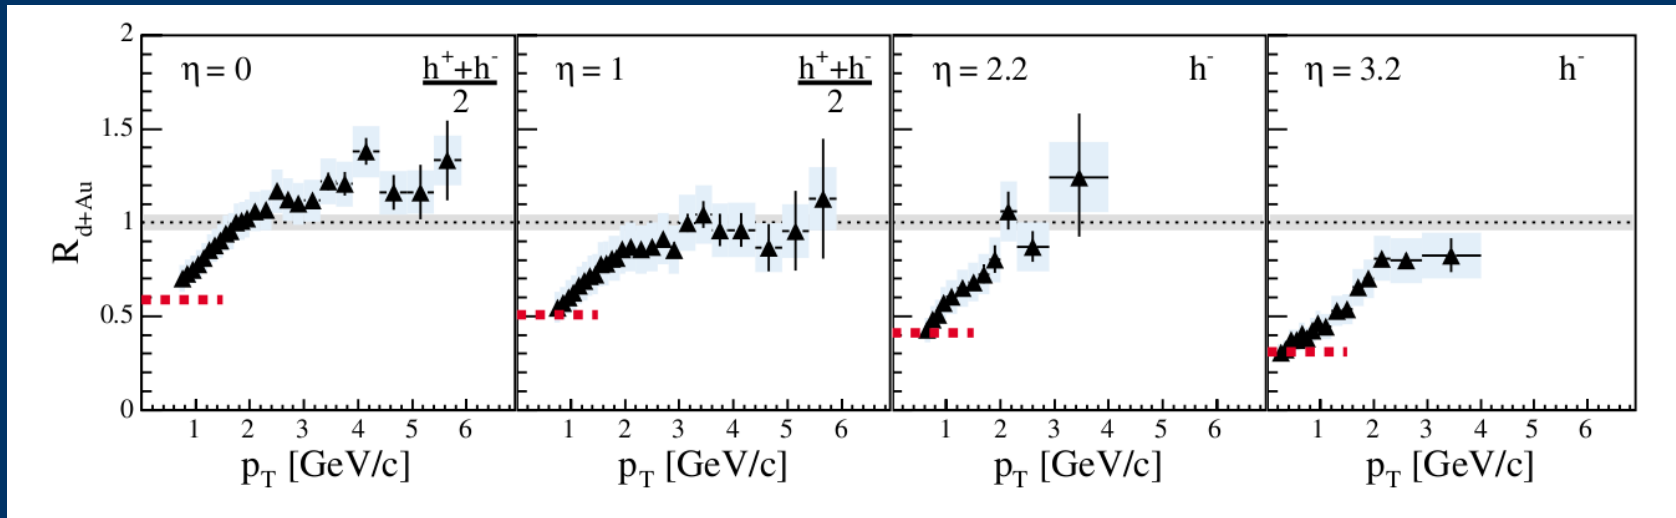 2
1.5
1
0.5
0
R_{d+Au}
η = 0
h⁺+h⁻
2
1 2 3 4 5 6
p_T [GeV/c]
η = 1
h⁺+h⁻
2
1 2 3 4 5 6
p_T [GeV/c]
η = 2.2 h⁻
1 2 3 4 5 6
p_T [GeV/c]
η = 3.2 h⁻
1 2 3 4 5 6
p_T [GeV/c]